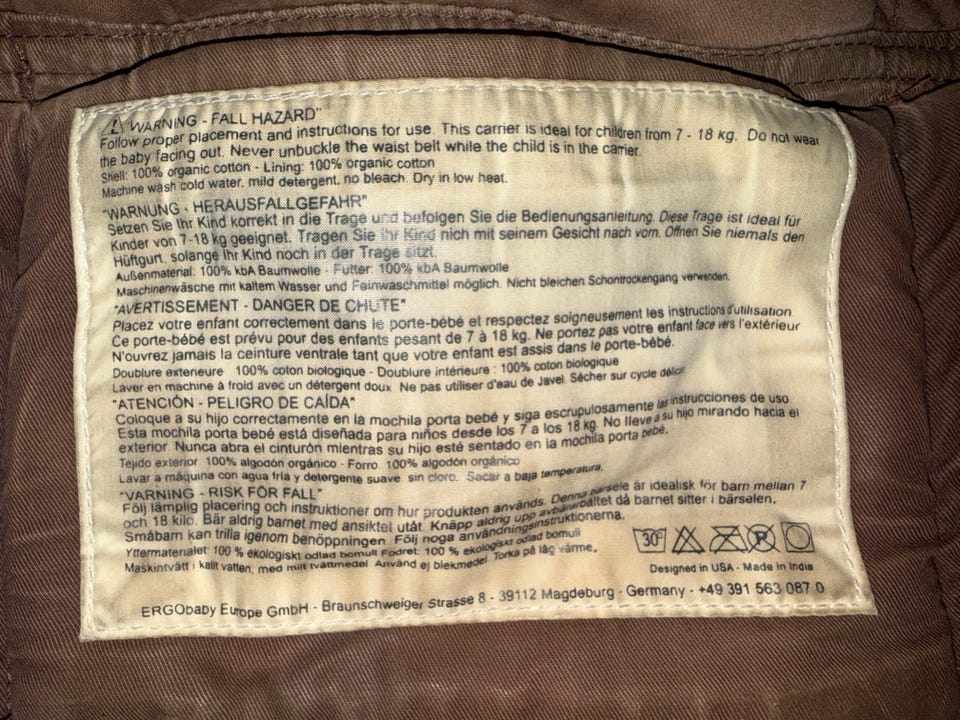 ⚠ WARNING - FALL HAZARD"
Follow proper placement and instructions for use. This carrier is ideal for children from 7 - 18 kg. Do not wear
the baby facing out. Never unbuckle the waist belt while the child is in the carrier.
Shell: 100% organic cotton - Lining: 100% organic cotton
Machine wash cold water, mild detergent, no bleach. Dry in low heat.
"WARNUNG - HERAUSFALLGEFAHR"
Setzen Sie Ihr Kind korrekt in die Trage und befolgen Sie die Bedienungsanleitung. Diese Trage ist ideal für
Kinder von 7-18 kg geeignet. Tragen Sie Ihr Kind nich mit seinem Gesicht nach vorn. Öffnen Sie niemals den
Hüftgurt, solange Ihr Kind noch in der Trage sitzt.
Außenmaterial: 100% kbA Baumwolle - Futter: 100% kbA Baumwolle
Maschinenwäsche mit kaltem Wasser und Feinwaschmittel möglich. Nicht bleichen. Schontrockengang verwenden.
"AVERTISSEMENT - DANGER DE CHUTE"
Placez votre enfant correctement dans le porte-bébé et respectez soigneusement les instructions d'utilisation
Ce porte-bébé est prévu pour des enfants pesant de 7 à 18 kg. Ne portez pas votre enfant face vers l'extérieur
N'ouvrez jamais la ceinture ventrale tant que votre enfant est assis dans le porte-bébé.
Doublure exterieure 100% coton biologique - Doublure intérieure : 100% coton biologique
Laver en machine à froid avec un détergent doux. Ne pas utiliser d'eau de Javel. Sécher sur cycle délicat
"ATENCIÓN - PELIGRO DE CAÍDA"
Coloque a su hijo correctamente en la mochila porta bebé y siga escrupulosamente las instrucciones de uso
Esta mochila porta bebé está diseñada para niños desde los 7 a los 18 kg. No lleve a su hijo mirando hacia el
exterior. Nunca abra el cinturón mientras su hijo esté sentado en la mochila porta bebé.
Tejido exterior 100% algodón orgánico - Forro. 100% algodón orgánico
Lavar a máquina con agua fría y detergente suave, sin cloro. Sacar a baja temperatura.
"VARNING - RISK FÖR FALL"
Följ lämplig placering och instruktioner om hur produkten används. Denna bärsele är idealisk för barn mellan 7
och 18 kilo. Bär aldrig barnet med ansiktet utåt. Knäpp aldrig upp avbärarbältet då barnet sitter i bärselen.
Småbarn kan trilla igenom benöppningen. Följ noga användningsinstruktionerna.
Yttermaterialet 100 % ekologiskt odlad bomull Fodret: 100 % ekologiskt odlad bomull
Maskintvätt i kallt vatten, med milt tvättmedel. Använd ej blekmedel. Torka på låg värme.
30°
Designed in USA - Made in India
ERGObaby Europe GmbH - Braunschweiger Strasse 8 - 39112 Magdeburg - Germany - +49 391 563 087 0